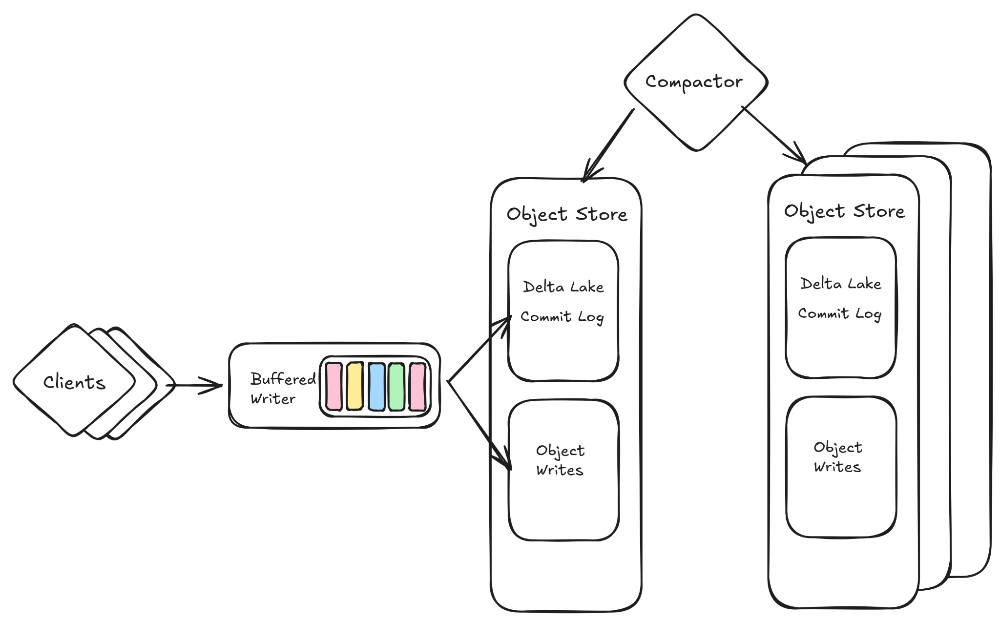 Compactor
Object Store
Delta Lake
Commit Log
Object
Writes
Object Store
Delta Lake
Commit Log
Object
Writes
Clients
Buffered
Writer